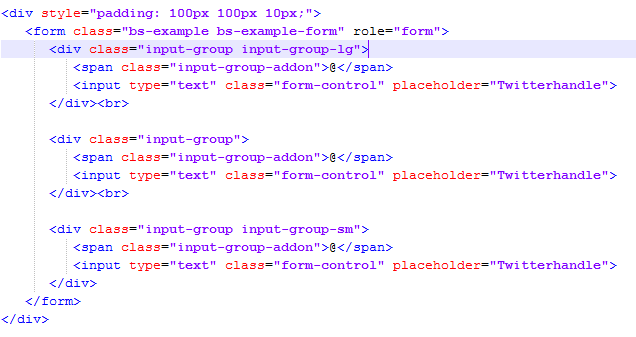 <div style="padding: 100px 100px 10px;">
<form class="bs-example bs-example-form" role="form">
<div class="input-group input-group-lg">
<span class="input-group-addon">@</span>
<input type="text" class="form-control" placeholder="Twitterhandle">
</div><br>
<div class="input-group">
<span class="input-group-addon">@</span>
<input type="text" class="form-control" placeholder="Twitterhandle">
</div><br>
<div class="input-group input-group-sm">
<span class="input-group-addon">@</span>
<input type="text" class="form-control" placeholder="Twitterhandle">
</div>
</form>
</div>